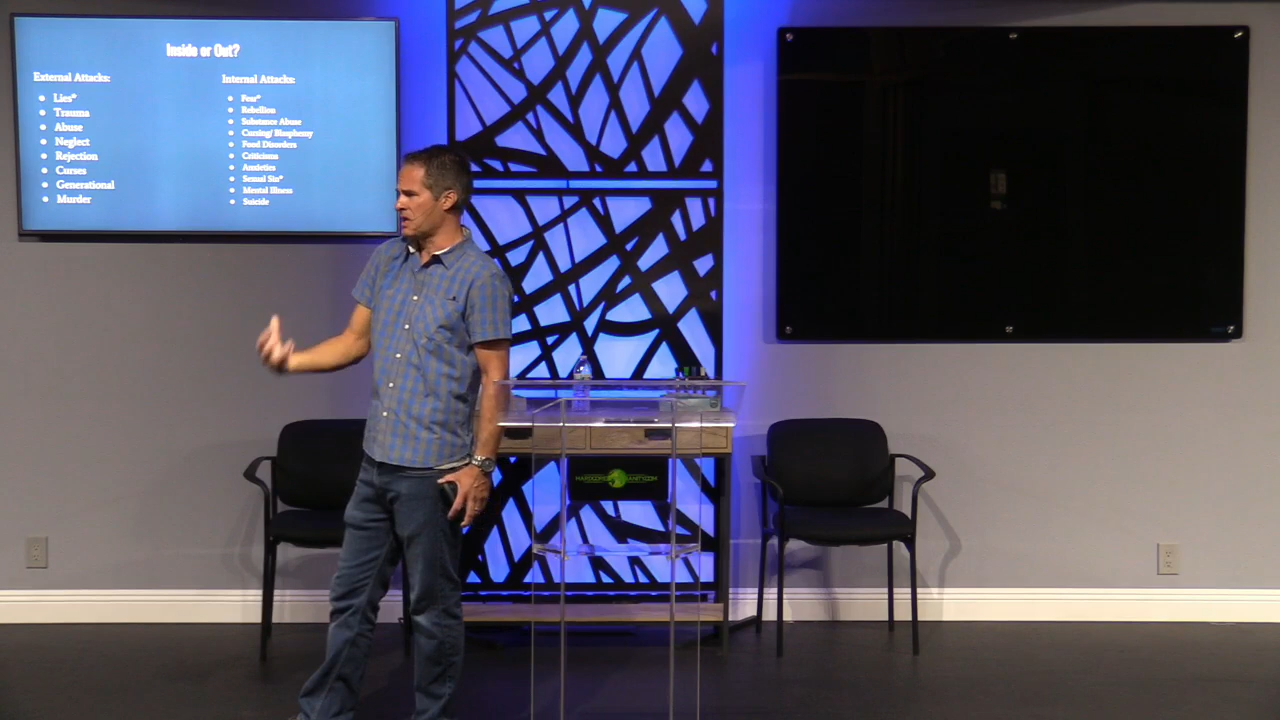 Inside or Out?
External Attacks:
Lies*
Trauma
Abuse
Neglect
Rejection
Curses
Generational
Murder
Internal Attacks:
Fear*
Rebellion
Substance Abuse
Cursing/ Blasphemy
Food Disorders
Criticism
Anxieties
Sexual Sin*
Mental Illness
Suicide